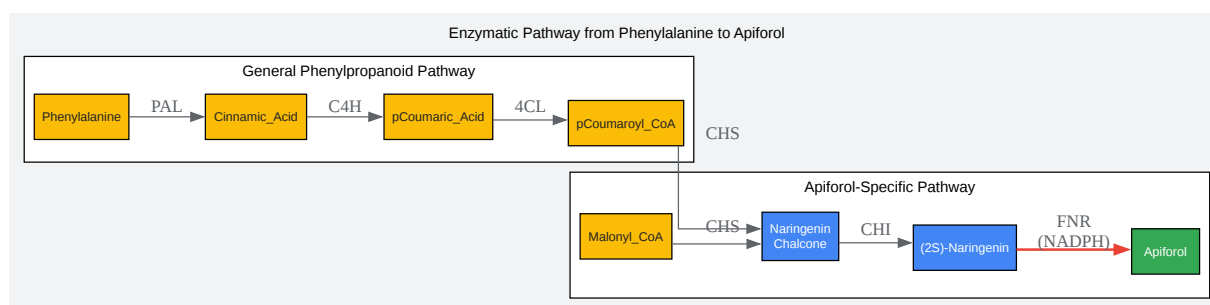 Enzymatic Pathway from Phenylalanine to Apiforol
General Phenylpropanoid Pathway
Phenylalanine
PAL
Cinnamic_Acid
C4H
pCoumaric_Acid
4CL
pCoumaroyl_CoA
CHS
Apiforol-Specific Pathway
Malonyl_CoA
CHS
Naringenin
Chalcone
CHI
(2S)-Naringenin
FNR
(NADPH)
Apiforol